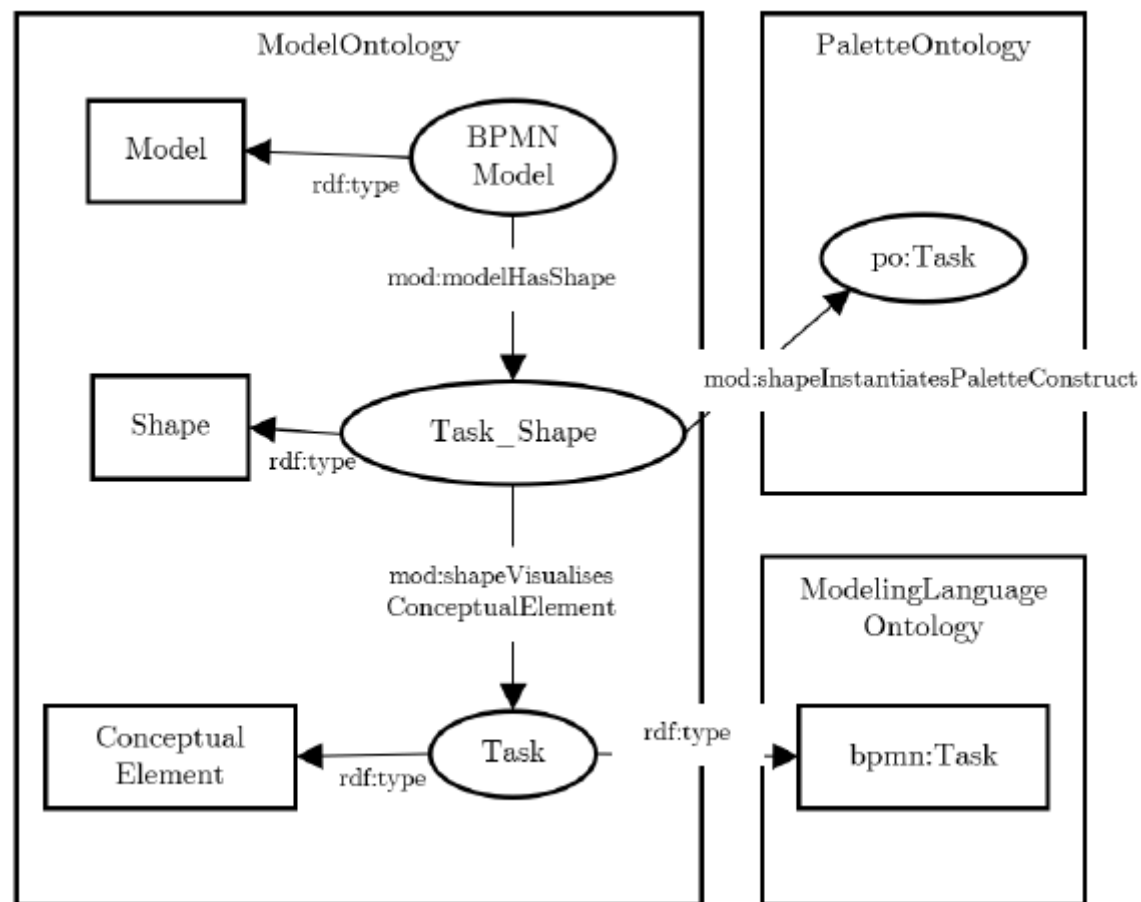 ModelOntology
Model
BPMN
Model
rdf:type
mod:modelHasShape
Shape
Task_Shape
rdf:type
mod:shapeVisualises
ConceptualElement
Conceptual
Element
Task
rdf:type
rdf:type
PaletteOntology
po:Task
mod:shapeInstantiatesPaletteConstruct
ModelingLanguage
Ontology
bpmn:Task